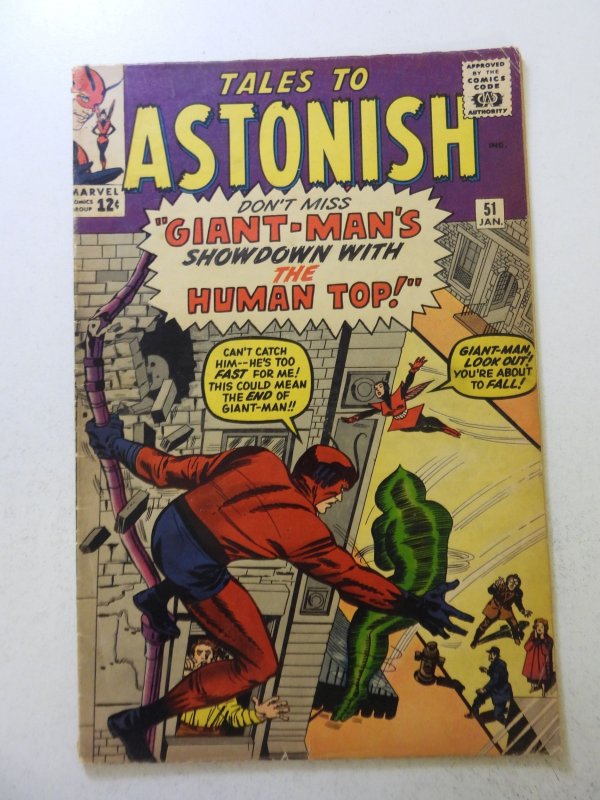 TALES TO
ASTONISH
APPROVED
BY THE
COMICS
CODE
CA
AUTHORITY
IND.
MARVEL
COMICS
GROUP
12¢
51
JAN.
DON'T MISS
"GIANT-MAN'S
SHOWDOWN WITH
THE
HUMAN TOP!"
CAN'T CATCH
HIM--HE'S TOO
FAST FOR ME!
THIS COULD MEAN
THE END OF
GIANT-MAN!!
GIANT-MAN,
LOOK OUT!
YOU'RE ABOUT
TO FALL!